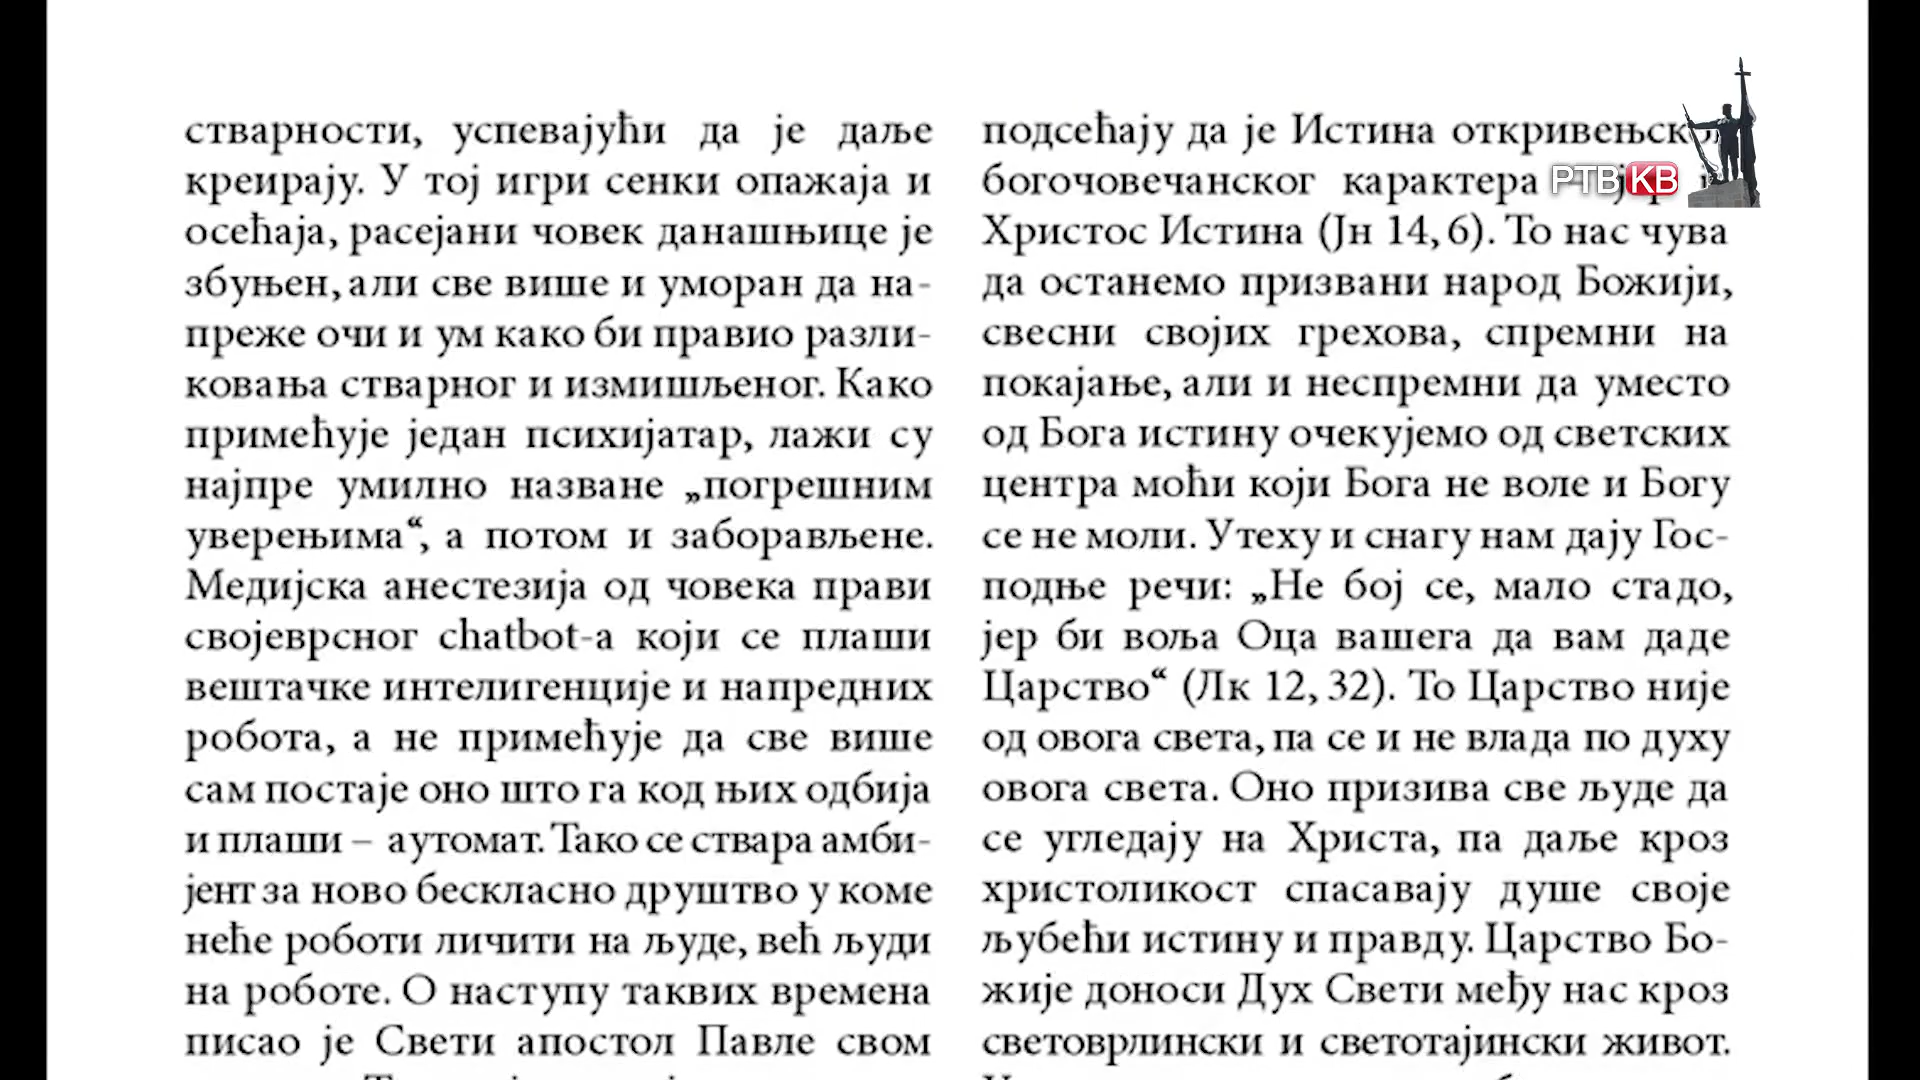 стварности, успевајући да је даље
креирају. У тој игри сенки опажаја и
осећаја, расејани човек данашњице је
збуњен, али све више и уморан да на-
преже очи и ум како би правио разли-
ковања стварног и измишљеног. Како
примећује један психијатар, лажи су
најпре умилно назване „погрешним
уверењима“, а потом и заборављене.
Медијска анестезија од човека прави
својеврсног chatbot-а који се плаши
вештачке интелигенције и напредних
робота, а не примећује да све више
сам постаје оно што га код њих одбија
и плаши – аутомат. Тако се ствара амби-
јент за ново бескласно друштво у коме
неће роботи личити на људе, већ људи
на роботе. О наступу таквих времена
писао је Свети апостол Павле свом
подсећају да је Истина
богочовечанског карактера
Христос Истина (Јн 14, 6). То нас чува
да останемо призвани народ Божији,
свесни својих грехова, спремни на
покајање, али и неспремни да уместо
од Бога истину очекујемо од светских
центра моћи који Бога не воле и Богу
се не моли. Утеху и снагу нам дају Гос-
подње речи: „Не бој се, мало стадо,
јер би воља Оца вашега да вам даде
Царство“ (Лк 12, 32). То Царство није
од овога света, па се и не влада по духу
овога света. Оно призива све људе да
се угледају на Христа, па даље кроз
христоликост спасавају душе своје
љубећи истину и правду. Царство Бо-
жије доноси Дух Свети међу нас кроз
световрлински и светотајински живот.
РТВ КВ